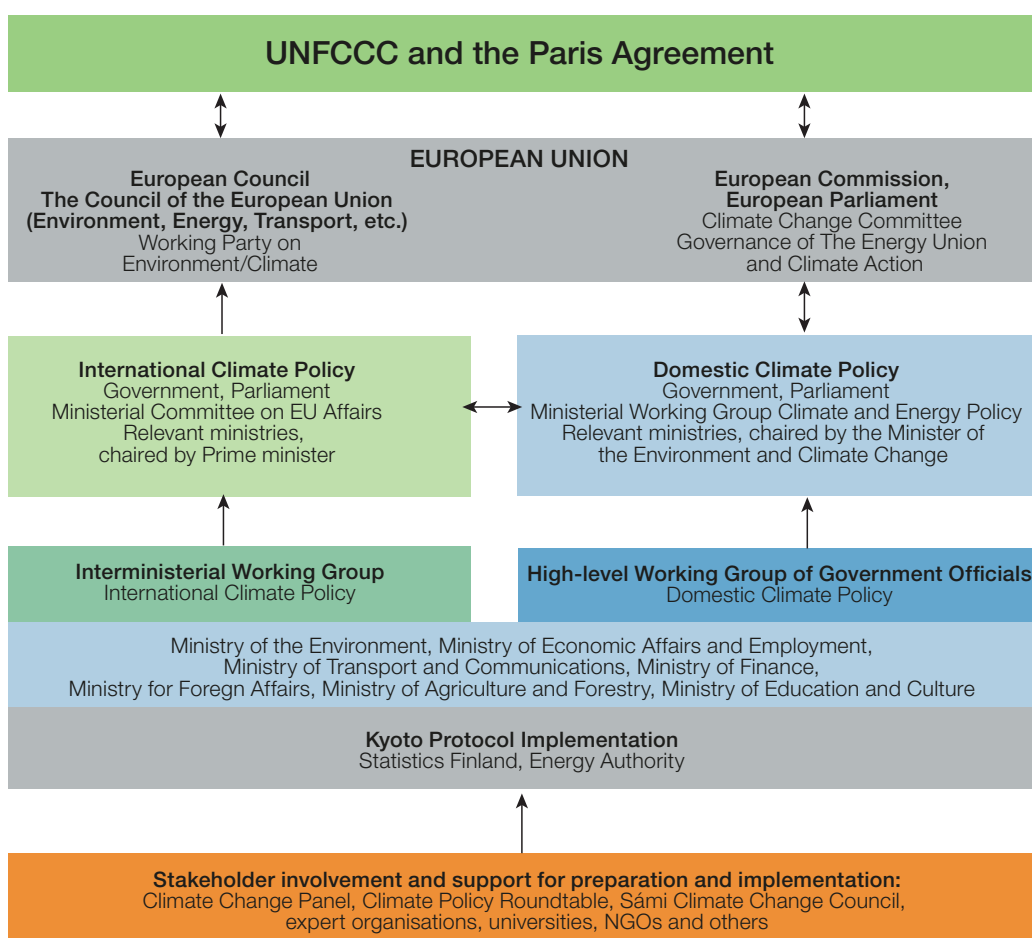 UNFCCC and the Paris Agreement
EUROPEAN UNION
European Council
The Council of the European Union
(Environment, Energy, Transport, etc.)
Working Party on
Environment/Climate
European Commission,
European Parliament
Climate Change Committee
Governance of The Energy Union
and Climate Action
International Climate Policy
Government, Parliament
Ministerial Committee on EU Affairs
Relevant ministries,
chaired by Prime minister
Domestic Climate Policy
Government, Parliament
Ministerial Working Group Climate and Energy Policy
Relevant ministries, chaired by the Minister of
the Environment and Climate Change
Interministerial Working Group
International Climate Policy
High-level Working Group of Government Officials
Domestic Climate Policy
Ministry of the Environment, Ministry of Economic Affairs and Employment,
Ministry of Transport and Communications, Ministry of Finance,
Ministry for Foregn Affairs, Ministry of Agriculture and Forestry, Ministry of Education and Culture
Kyoto Protocol Implementation
Statistics Finland, Energy Authority
Stakeholder involvement and support for preparation and implementation:
Climate Change Panel, Climate Policy Roundtable, Sámi Climate Change Council,
expert organisations, universities, NGOs and others